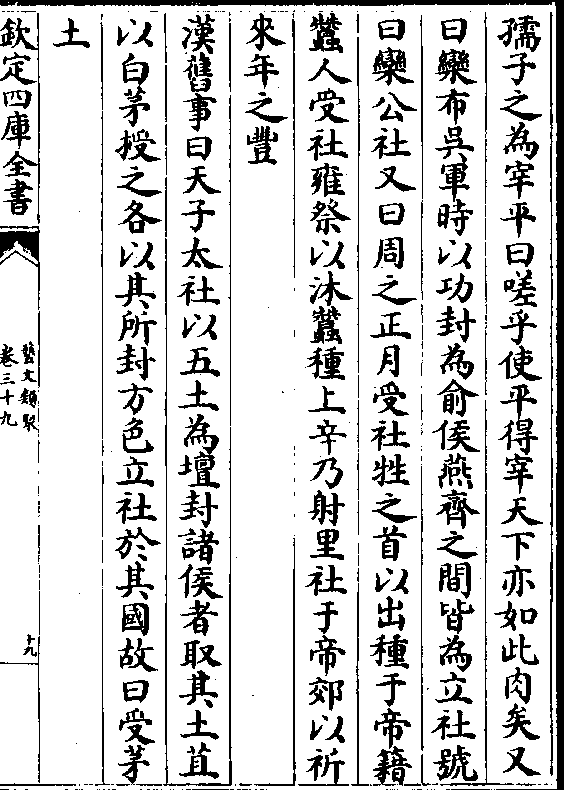 孺子之為宰平曰嗟乎使平得宰天下亦如此肉矣又
曰欒布吳軍時以功封為俞侯燕齊之間皆為立社號
曰欒公社又曰周之正月受社牲之首以出種于帝籍
蠶人受社雍祭以沐蠶種上辛乃射里社于帝郊以祈
來年之豐
漢舊事曰天子太社以五土為壇封諸侯者取其土苴
以白茅授之各以其所封方色立社於其國故曰受茅
土
欽定四庫全書
藝文類聚
卷三十九
十九